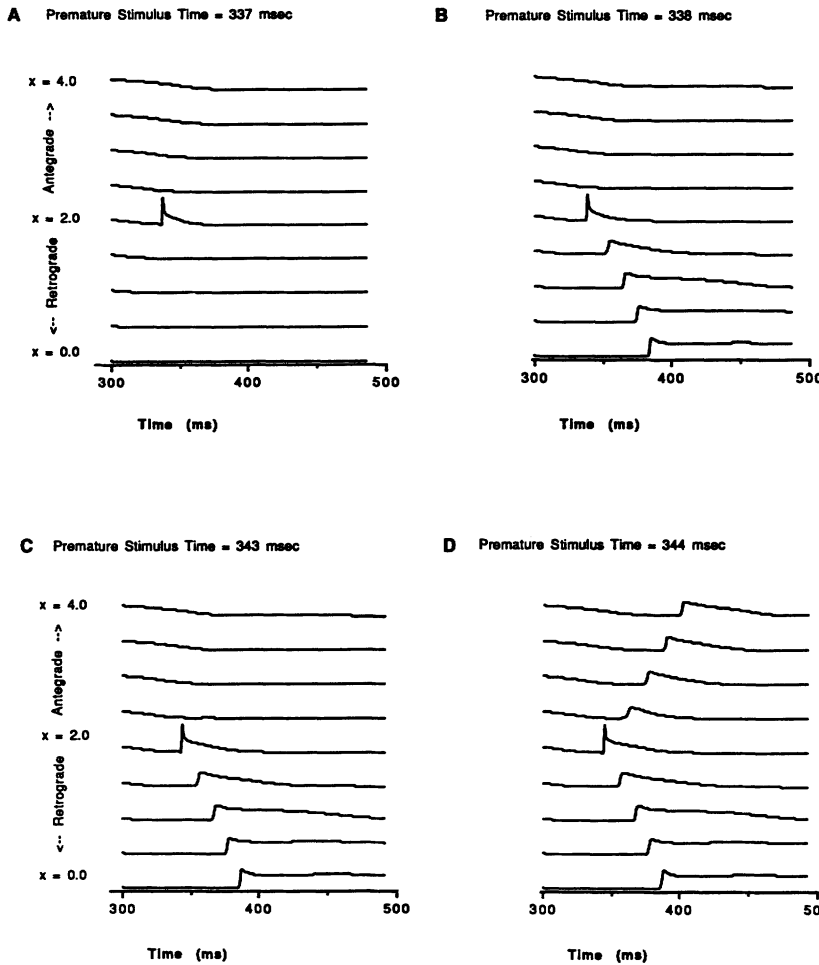 A Premature Stimulus Time = 337 msec
x = 4.0
Antegrade -->
x = 2.0
<-- Retrograde
x = 0.0
300 400 500
Time (ms)
B Premature Stimulus Time = 338 msec
300 400 500
Time (ms)
C Premature Stimulus Time = 343 msec
x = 4.0
Antegrade -->
x = 2.0
<-- Retrograde
x = 0.0
300 400 500
Time (ms)
D Premature Stimulus Time = 344 msec
300 400 50
Time (ms)